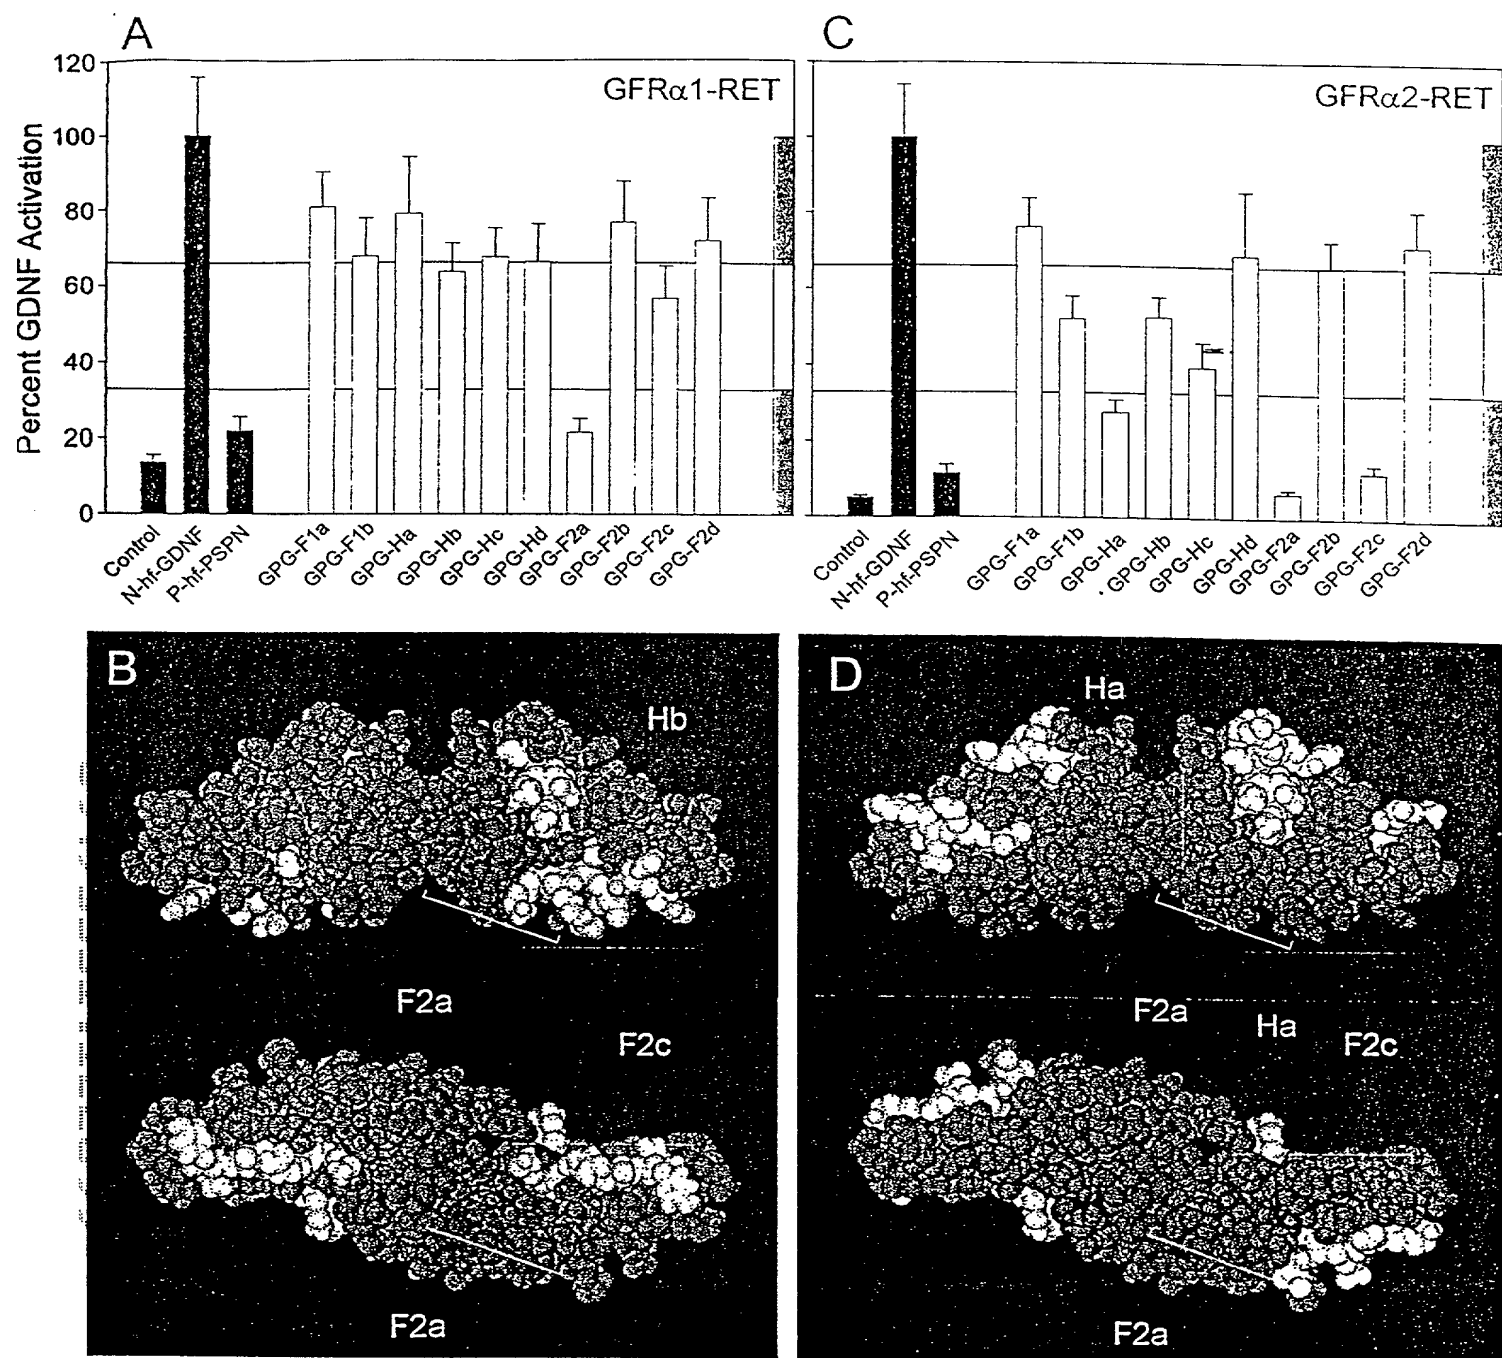 A
GFRα1-RET
Percent GDNF Activation
120
100
80
60
40
20
0
Control
N-hf-GDNF
P-hf-PSPN
GPG-F1a
GPG-F1b
GPG-Ha
GPG-Hb
GPG-Hc
GPG-Hd
GPG-F2a
GPG-F2b
GPG-F2c
GPG-F2d
C
GFRα2-RET
Control
N-hf-GDNF
P-hf-PSPN
GPG-F1a
GPG-F1b
GPG-Ha
GPG-Hb
GPG-Hc
GPG-Hd
GPG-F2a
GPG-F2b
GPG-F2c
GPG-F2d
B
Hb
F2a
F2c
F2a
D
Ha
F2a
Ha
F2c
F2a